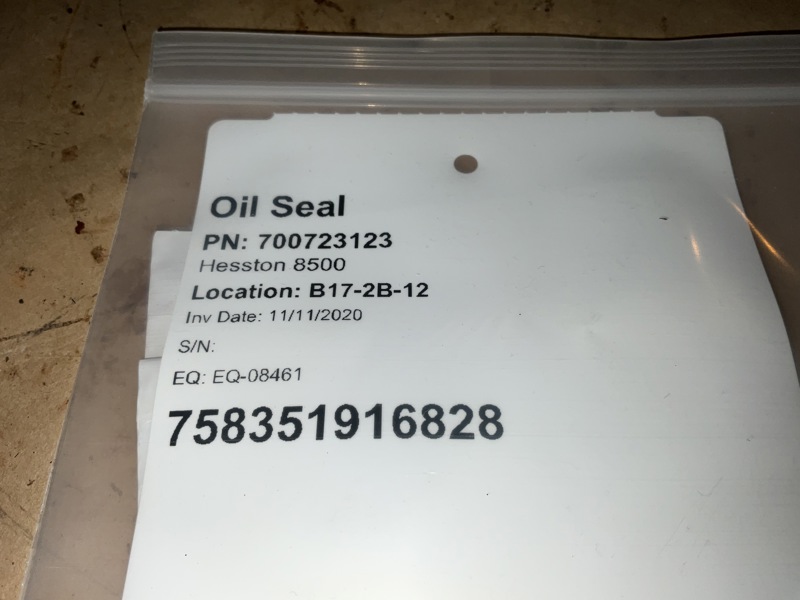 Oil Seal
PN: 700723123
Hesston 8500
Location: B17-2B-12
Inv Date: 11/11/2020
S/N:
EQ: EQ-08461
758351916828